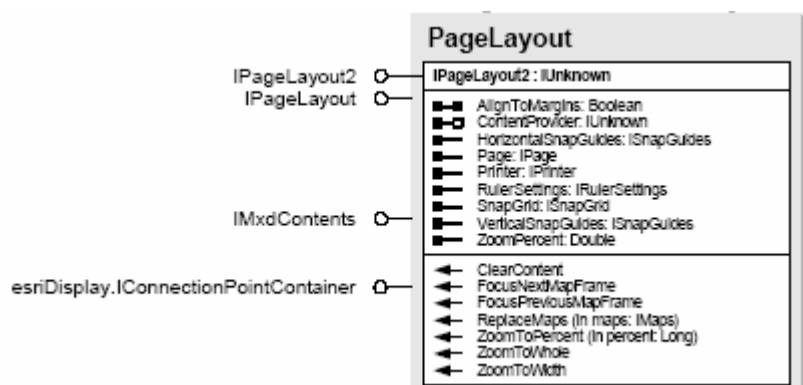 PageLayout
IPageLayout2
IPageLayout2 : IUnknown
IPageLayout
AlignToMargins: Boolean
ContentProvider: IUnknown
HorizontalSnapGuides: ISnapGuides
Page: IPage
Printer: IPrinter
RulerSettings: IRulerSettings
SnapGrid: ISnapGrid
IMxdContents
VerticalSnapGuides: ISnapGuides
ZoomPercent: Double
esriDisplay.IConnectionPointContainer
ClearContent
FocusNextMapFrame
FocusPreviousMapFrame
ReplaceMaps (in maps: IMaps)
ZoomToPercent (in percent: Long)
ZoomToWhole
ZoomToWidth